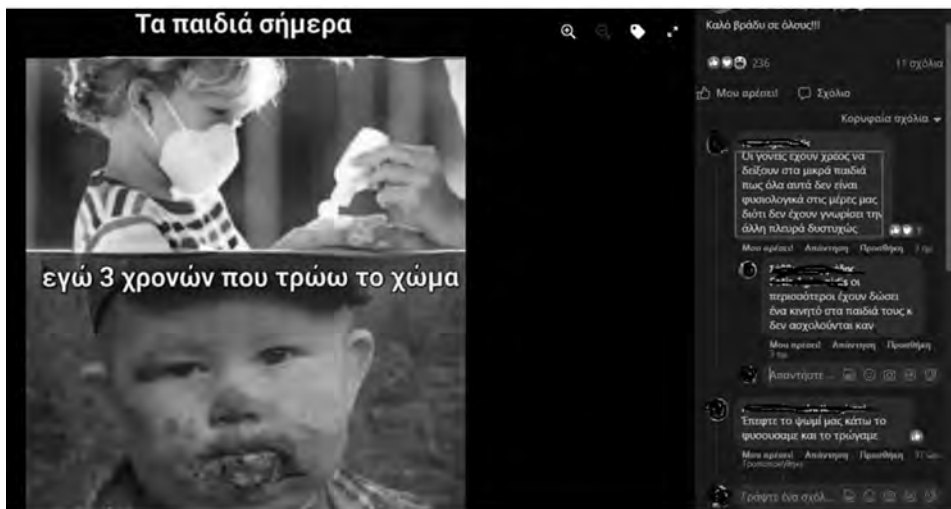 Τα παιδιά σήμερα
εγώ 3 χρονών που τρώω το χώμα
Καλό βράδυ σε όλσυς!!!
236
11 σχόλια
Μου αρέσει!
Σχόλιο
Κορυφαία σχόλια
Οι γονείς έχουν χρέος να
δείξουν στα μικρά παιδιά
πως όλα αυτά δεν είναι
φυσιολογικά στις μέρες μας
διότι δεν έχουν γνωρίσει την
άλλη πλευρά δυστυχώς
Μου αρέσει! Απάντηση Προσθήκη
οι
περισσότεροι έχουν δώσει
ένα κινητό στα παιδιά τους κ
δεν ασχολούνται καν
Μου αρέσει! Απάντηση Προσθήκη
Απαντήστε ...
Έπεφτε το ψωμί μας κάτω το
φυσουσαμε και το τρώγαμε
Μου αρέσει! Απάντηση Προσθήκη
Τροποποιήθηκε
Γράψτε ένα σχόλ...